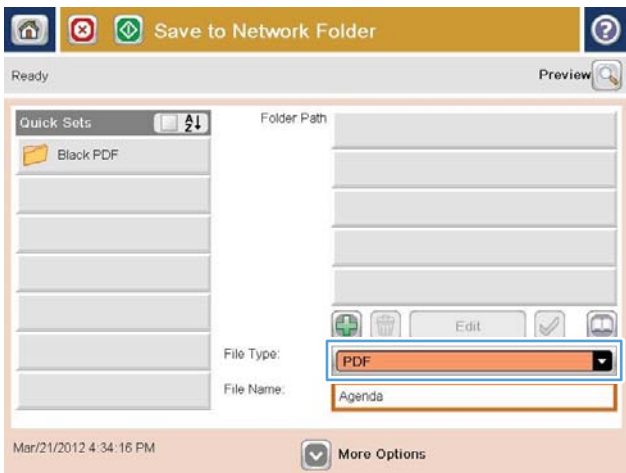 Save to Network Folder
?
Ready
Preview
Quick Sets
AZ
Folder Path
Black PDF
Edit
File Type:
PDF
File Name:
Agenda
Mar/21/2012 4:34:16 PM
More Options